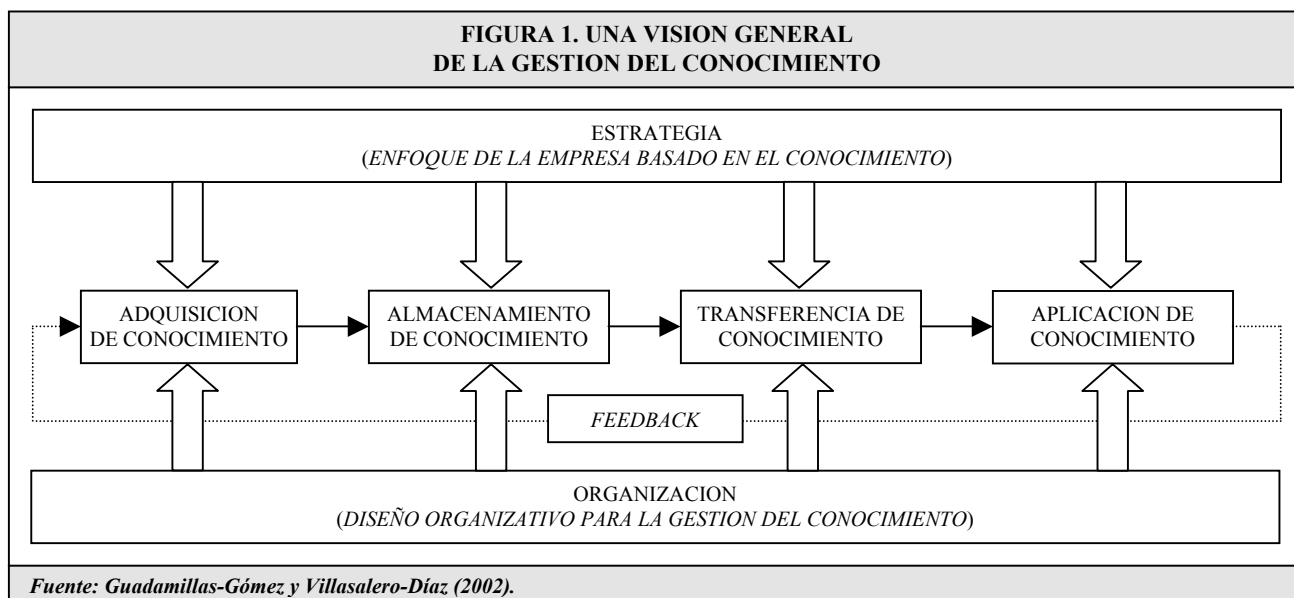 FIGURA 1. UNA VISION GENERAL
DE LA GESTION DEL CONOCIMIENTO
ESTRATEGIA
(ENFOQUE DE LA EMPRESA BASADO EN EL CONOCIMIENTO)
ADQUISICION
DE CONOCIMIENTO
ALMACENAMIENTO
DE CONOCIMIENTO
TRANSFERENCIA DE
CONOCIMIENTO
APLICACION DE
CONOCIMIENTO
FEEDBACK
ORGANIZACION
(DISEÑO ORGANIZATIVO PARA LA GESTION DEL CONOCIMIENTO)
Fuente: Guadamillas-Gómez y Villasalero-Díaz (2002).